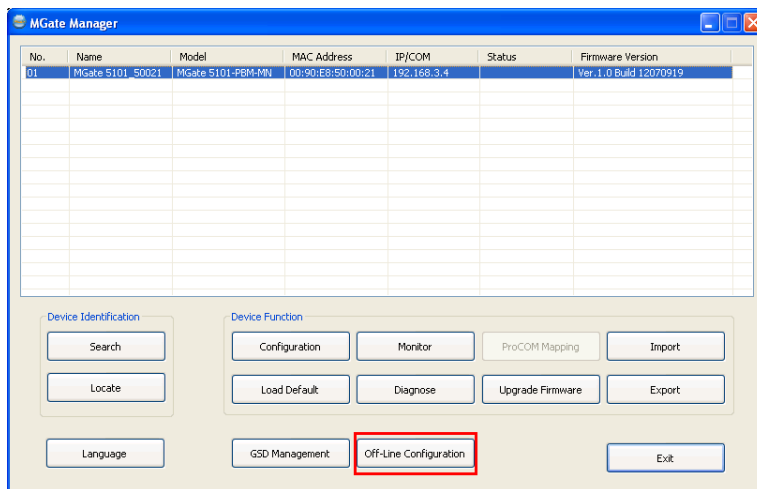 MGate Manager
No. Name Model MAC Address IP/COM Status Firmware Version
01 MGate 5101_50021 MGate 5101-PBM-MN 00:90:E8:50:00:21 192.168.3.4 Ver.1.0 Build 12070919
Device Identification Device Function
Search Configuration Monitor ProCOM Mapping Import
Locate Load Default Diagnose Upgrade Firmware Export
Language GSD Management Off-Line Configuration Exit